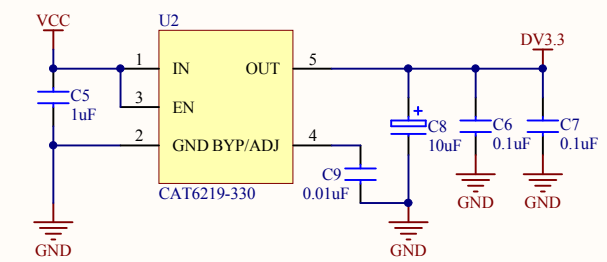 VCC
U2
DV3.3
1
IN
OUT
5
C5
1uF
3
EN
2
GND
BYP/ADJ
4
C8
10uF
C6
0.1uF
C7
0.1uF
C9
0.01uF
CAT6219-330
GND
GND
GND
GND